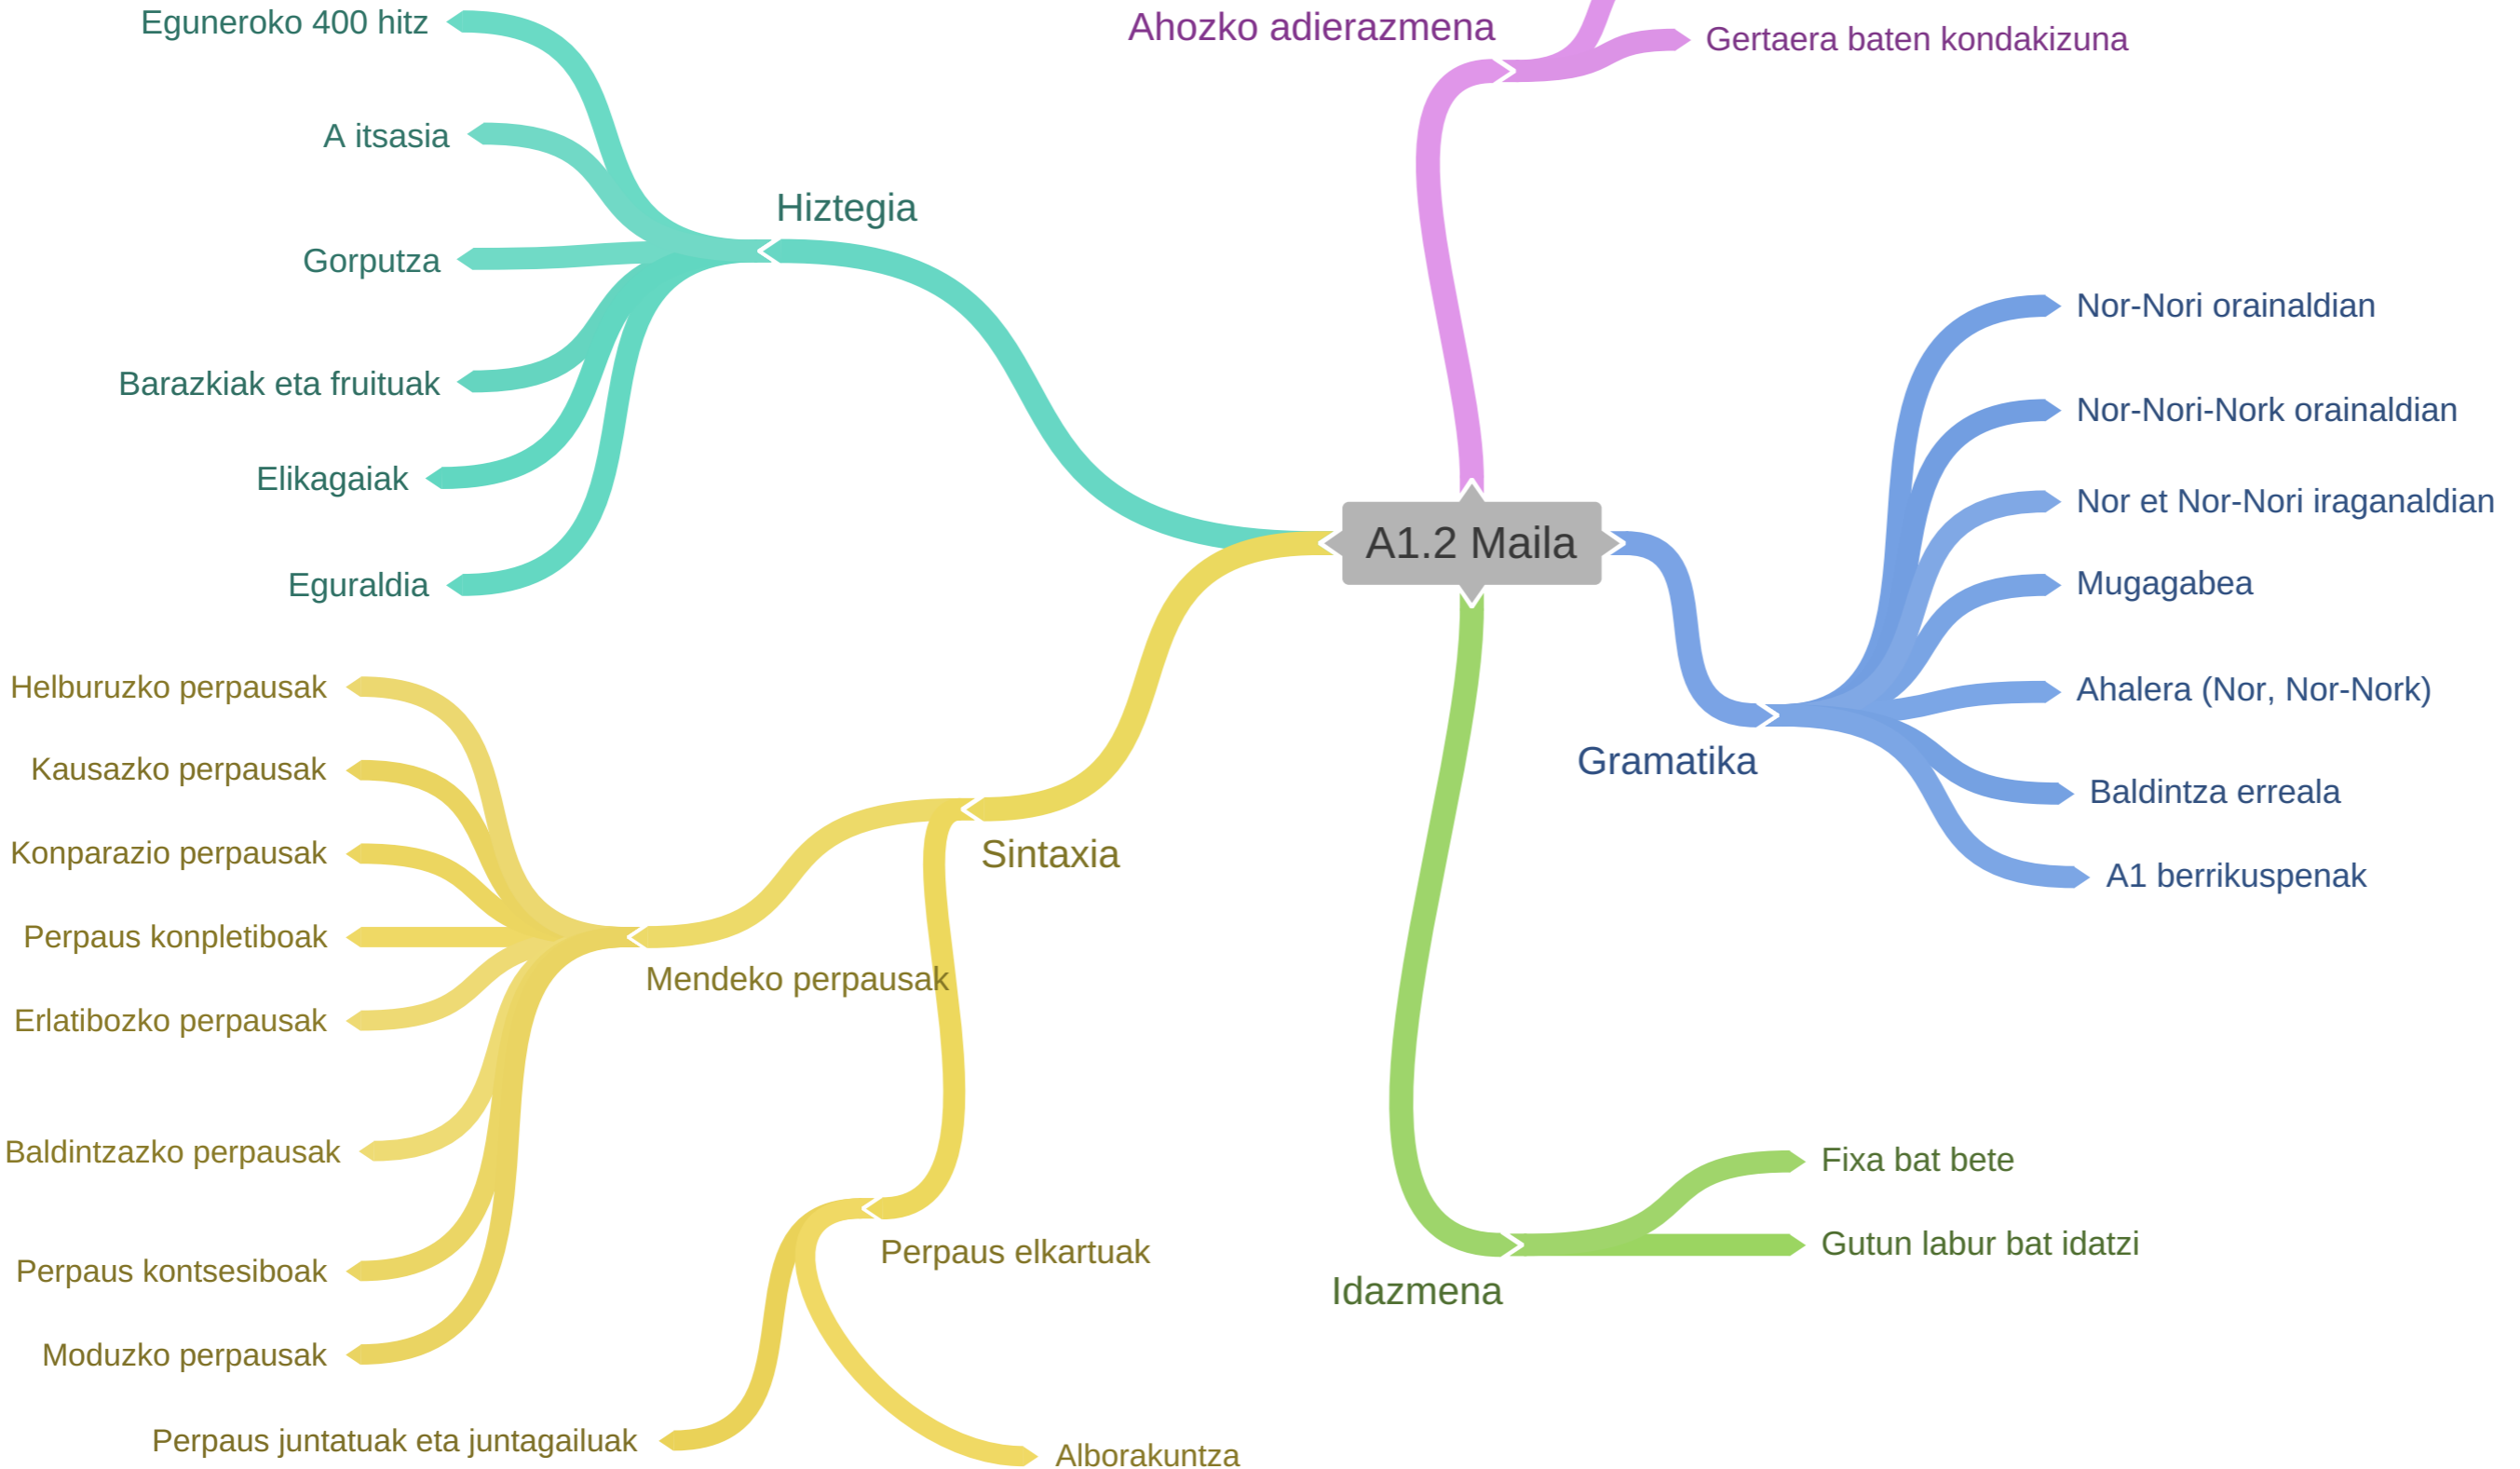 Ahozko adierazmena
Gertaera baten kondakizuna
Hiztegia
Eguneroko 400 hitz
A itsasia
Gorputza
Barazkiak eta fruituak
Elikagaiak
Eguraldia
A1.2 Maila
Gramatika
Nor-Nori orainaldian
Nor-Nori-Nork orainaldian
Nor et Nor-Nori iraganaldian
Mugagabea
Ahalera (Nor, Nor-Nork)
Baldintza erreala
A1 berrikuspenak
Sintaxia
Mendeko perpausak
Helburuzko perpausak
Kausazko perpausak
Konparazio perpausak
Perpaus konpletiboak
Erlatibozko perpausak
Baldintzazko perpausak
Perpaus kontsesiboak
Moduzko perpausak
Perpaus elkartuak
Perpaus juntatuak eta juntagailuak
Alborakuntza
Idazmena
Fixa bat bete
Gutun labur bat idatzi